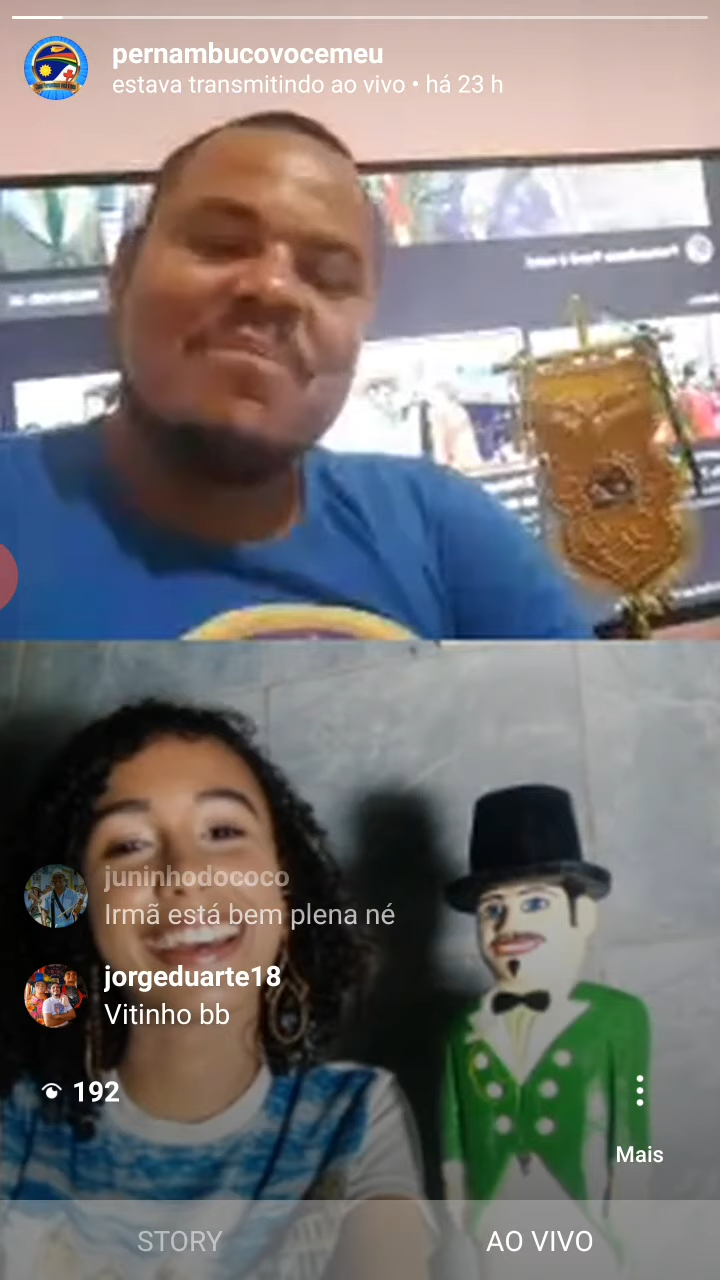 pernambucovocemeu
estava transmitindo ao vivo • há 23 h
juninhodococo
Irmã está bem plena né
jorgeduarte18
Vitinho bb
192
Mais
STORY
AO VIVO